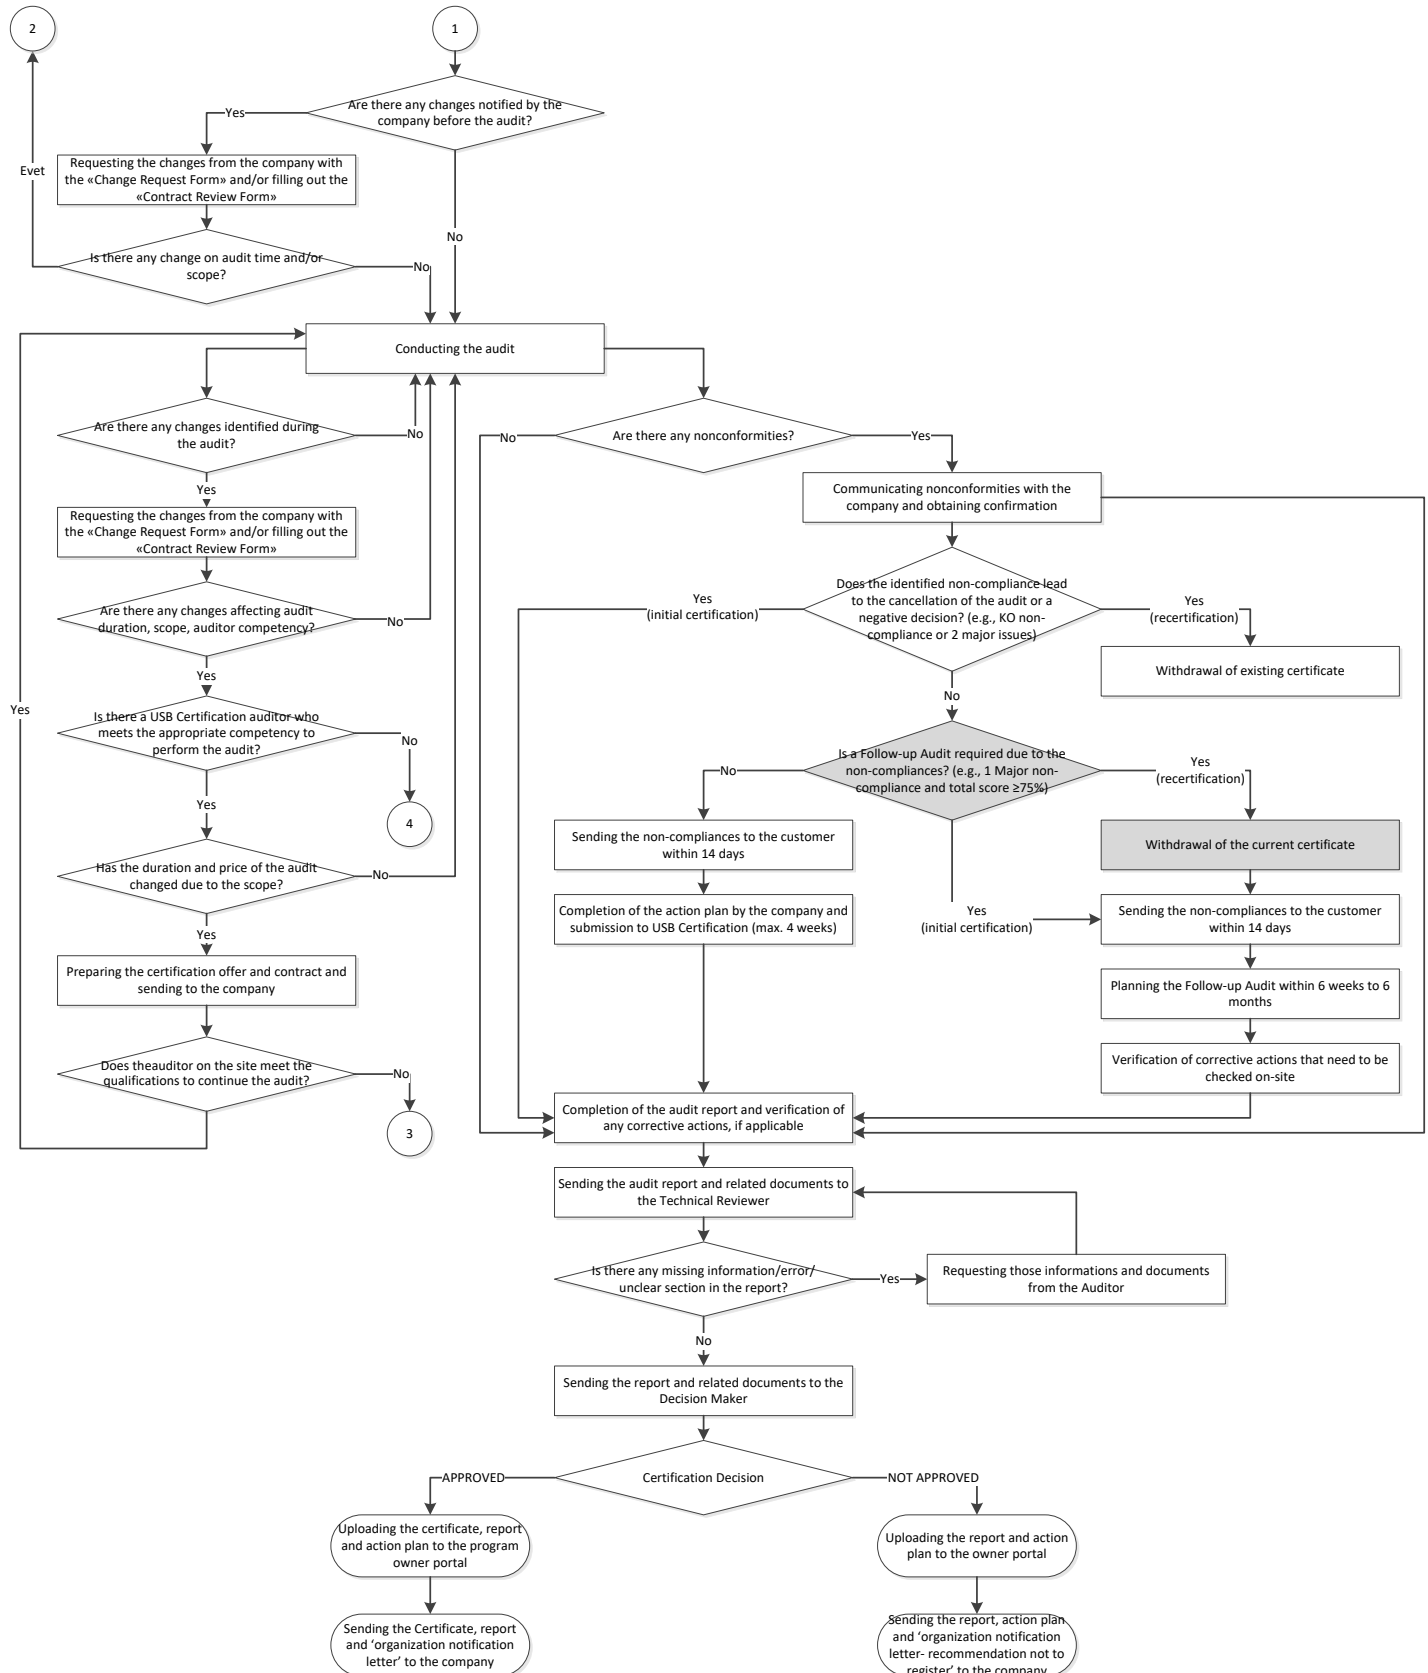 2
1
Are there any changes notified by the
company before the audit?
Yes
Requesting the changes from the company with
the «Change Request Form» and/or filling out the
«Contract Review Form»
Evet
No
Is there any change on audit time and/or
scope?
No
Conducting the audit
Are there any changes identified during
the audit?
No
Yes
Requesting the changes from the company with
the «Change Request Form» and/or filling out the
«Contract Review Form»
Are there any changes affecting audit
duration, scope, auditor competency?
No
Yes
Yes
Is there a USB Certification auditor who
meets the appropriate competency to
perform the audit?
No
4
Yes
Has the duration and price of the audit
changed due to the scope?
No
Yes
Preparing the certification offer and contract and
sending to the company
Does theauditor on the site meet the
qualifications to continue the audit?
No
3
Are there any nonconformities?
No
Yes
Communicating nonconformities with the
company and obtaining confirmation
Does the identified non-compliance lead
to the cancellation of the audit or a
negative decision? (e.g., KO non-
compliance or 2 major issues)
Yes
(initial certification)
Yes
(recertification)
Withdrawal of existing certificate
No
Is a Follow-up Audit required due to the
non-compliances? (e.g., 1 Major non-
compliance and total score ≥75%)
No
Yes
(recertification)
Sending the non-compliances to the customer
within 14 days
Withdrawal of the current certificate
Completion of the action plan by the company and
submission to USB Certification (max. 4 weeks)
Yes
(initial certification)
Sending the non-compliances to the customer
within 14 days
Planning the Follow-up Audit within 6 weeks to 6
months
Verification of corrective actions that need to be
checked on-site
Completion of the audit report and verification of
any corrective actions, if applicable
Sending the audit report and related documents to
the Technical Reviewer
Is there any missing information/error/
unclear section in the report?
Yes
Requesting those informations and documents
from the Auditor
No
Sending the report and related documents to the
Decision Maker
Certification Decision
APPROVED
NOT APPROVED
Uploading the certificate, report
and action plan to the program
owner portal
Uploading the report and action
plan to the owner portal
Sending the Certificate, report
and ‘organization notification
letter’ to the company
Sending the report, action plan
and ‘organization notification
letter- recommendation not to
register’ to the company